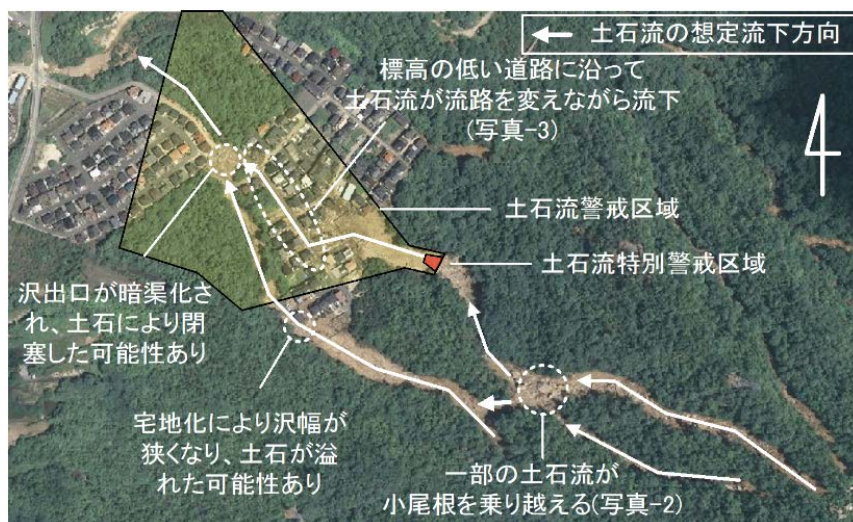 土石流の想定流下方向
標高の低い道路に沿って
土石流が流路を変えながら流下
(写真-3)
土石流警戒区域
土石流特別警戒区域
沢出口が暗渠化さ
れ、土石により閉
塞した可能性あり
宅地化により沢幅が
狭くなり、土石が溢
れた可能性あり
一部の土石流が
小尾根を乗り越える(写真-2)